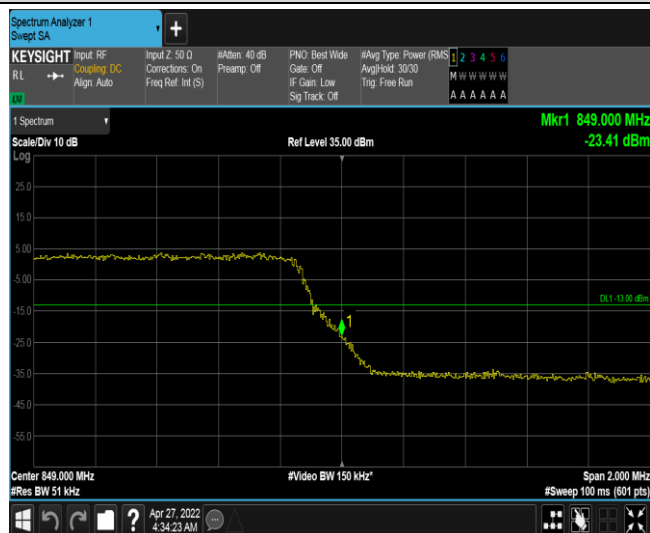 Spectrum Analyzer 1
Swept SA
KEYSIGHT
RL
Input: RF
Coupling: DC
Align: Auto
Input Z: 50 Ω
Corrections: On
Freq Ref: Int (S)
#Atten: 40 dB
Preamp: Off
PNO: Best Wide
Gate: Off
IF Gain: Low
Sig Track: Off
#Avg Type: Power (RMS
Avg|Hold: 30/30
Trig: Free Run
1 2 3 4 5 6
M W W W W W
A A A A A A
1 Spectrum
Mkr1 849.000 MHz
Scale/Div 10 dB
Ref Level 35.00 dBm
-23.41 dBm
Log
25.0
15.0
5.00
-5.00
DL1 -13.00 dBm
-15.0
1
-25.0
-35.0
-45.0
-55.0
Center 849.000 MHz
#Video BW 150 kHz*
Span 2.000 MHz
#Res BW 51 kHz
#Sweep 100 ms (601 pts)
?
Apr 27, 2022
4:34:23 AM